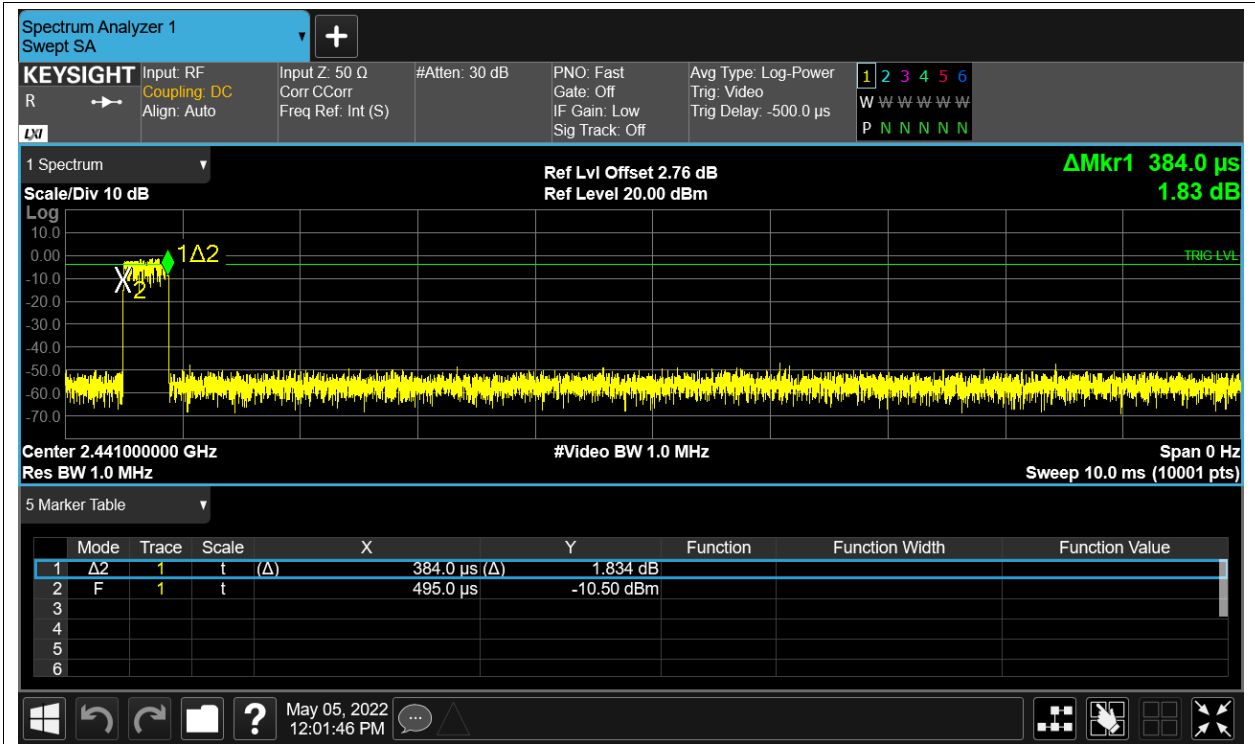 Spectrum Analyzer 1
Swept SA
KEYSIGHT
R
LXI
Input: RF
Coupling: DC
Align: Auto
Input Z: 50 Ω
Corr CCorr
Freq Ref: Int (S)
#Atten: 30 dB
PNO: Fast
Gate: Off
IF Gain: Low
Sig Track: Off
Avg Type: Log-Power
Trig: Video
Trig Delay: -500.0 µs
1 2 3 4 5 6
W W W W W W
P N N N N N
1 Spectrum
Scale/Div 10 dB
Ref Lvl Offset 2.76 dB
Ref Level 20.00 dBm
ΔMkr1 384.0 µs
1.83 dB
Log
10.0
0.00
-10.0
-20.0
-30.0
-40.0
-50.0
-60.0
-70.0
1Δ2
2
TRIG LVL
Center 2.441000000 GHz
Res BW 1.0 MHz
#Video BW 1.0 MHz
Span 0 Hz
Sweep 10.0 ms (10001 pts)
5 Marker Table
Mode Trace Scale X Y Function Function Width Function Value
1 Δ2 1 t (Δ) 384.0 µs (Δ) 1.834 dB
2 F 1 t 495.0 µs -10.50 dBm
3
4
5
6
?
May 05, 2022
12:01:46 PM